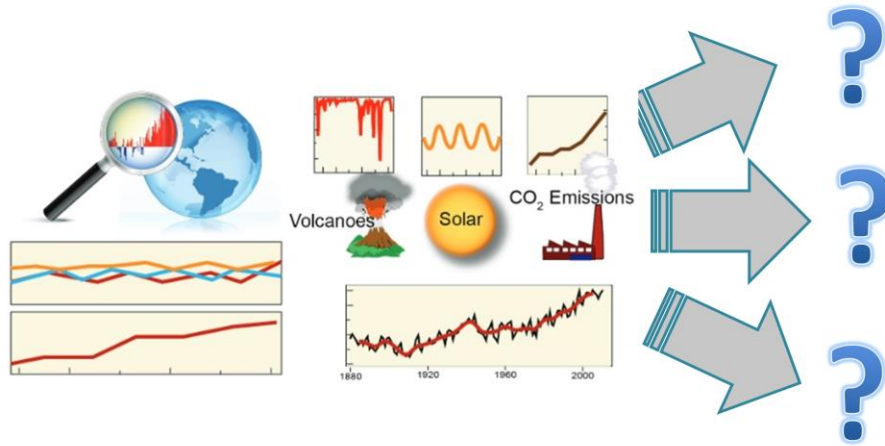 Volcanoes
Solar
CO₂ Emissions
1880 1920 1960 2000
?
?
?